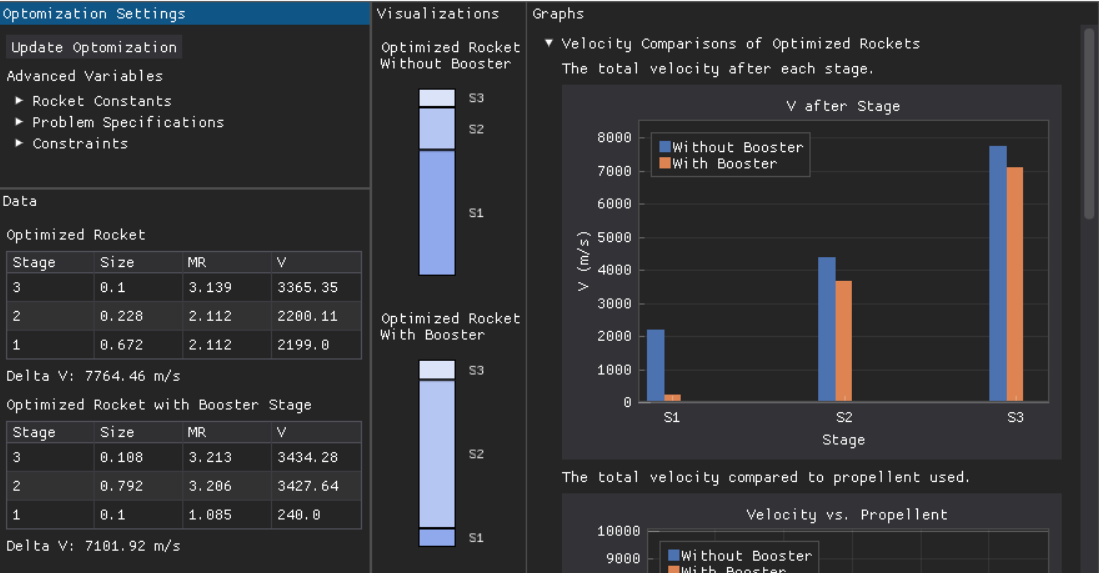 Optomization Settings
Update Optomization
Advanced Variables
Rocket Constants
Problem Specifications
Constraints
Data
Optimized Rocket
Stage Size MR V
3 0.1 3.139 3365.35
2 0.228 2.112 2200.11
1 0.672 2.112 2199.0
Delta V: 7764.46 m/s
Optimized Rocket with Booster Stage
Stage Size MR V
3 0.108 3.213 3434.28
2 0.792 3.206 3427.64
1 0.1 1.085 240.0
Delta V: 7101.92 m/s
Visualizations
Optimized Rocket
Without Booster
S3
S2
S1
Optimized Rocket
With Booster
S3
S2
S1
Graphs
Velocity Comparisons of Optimized Rockets
The total velocity after each stage.
V after Stage
Without Booster
With Booster
8000
7000
6000
5000
4000
3000
2000
1000
0
V (m/s)
S1 S2 S3
Stage
The total velocity compared to propellent used.
Velocity vs. Propellent
10000
9000
Without Booster
With Booster